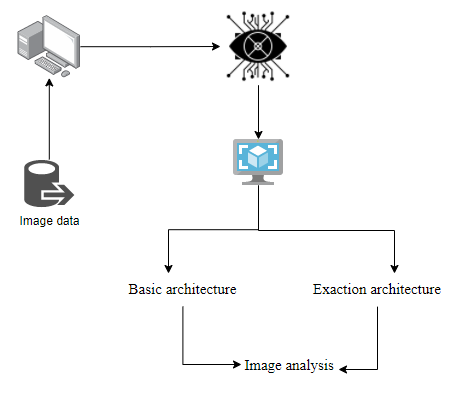 Image data
Basic architecture
Exaction architecture
Image analysis